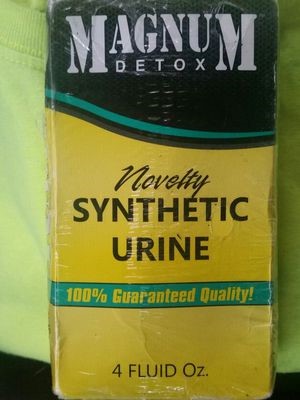 MAGNUM
DETOX
Novelty
SYNTHETIC
URINE
100% Guaranteed Quality!
4 FLUID OZ.